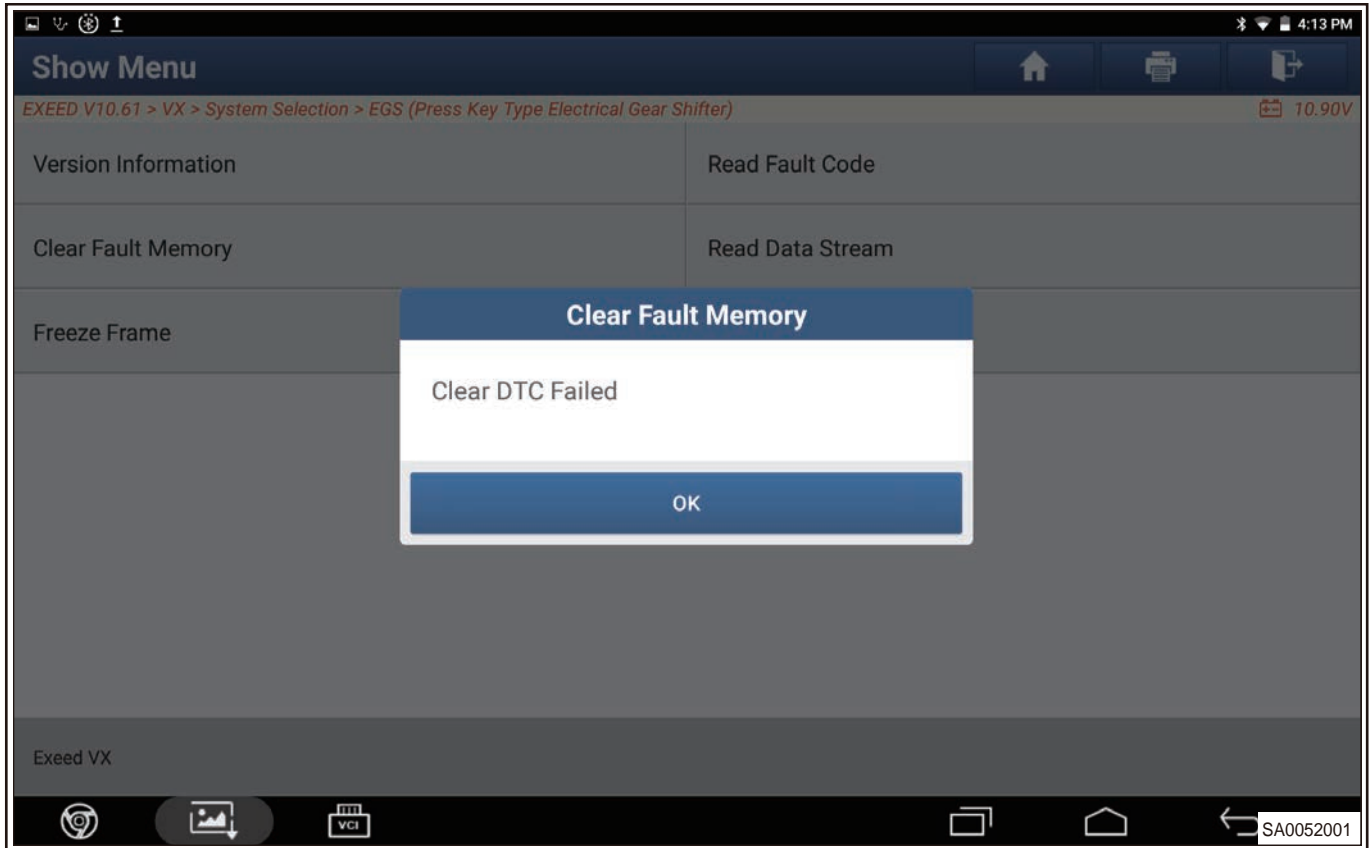 4:13 PM
Show Menu
EXEED V10.61 > VX > System Selection > EGS (Press Key Type Electrical Gear Shifter)
10.90V
Version Information
Read Fault Code
Clear Fault Memory
Read Data Stream
Freeze Frame
Clear Fault Memory
Clear DTC Failed
OK
Exeed VX
VCI
SA0052001